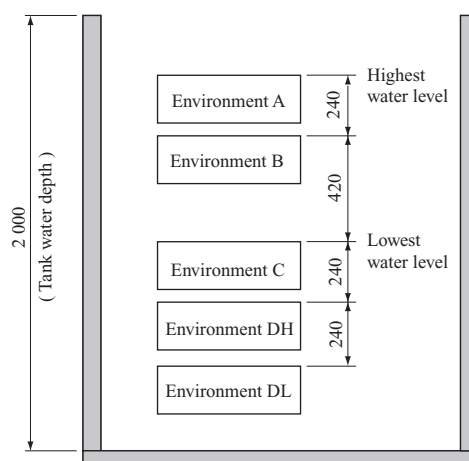 Highest
water level
Environment A
240
Environment B
420
2 000
( Tank water depth )
Lowest
water level
Environment C
240
Environment DH
240
Environment DL